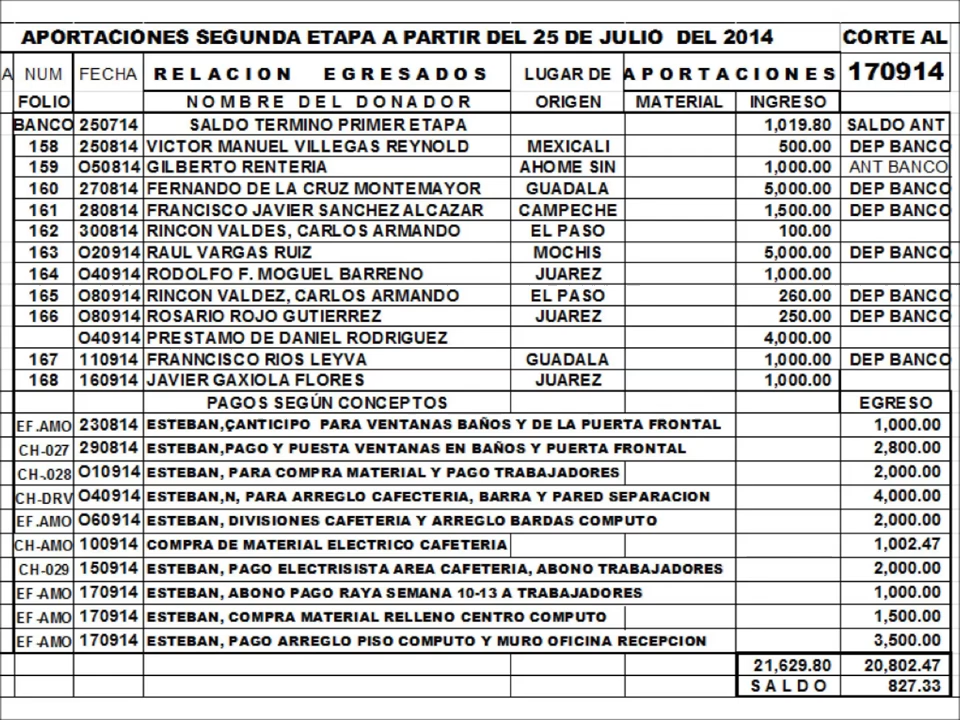 APORTACIONES SEGUNDA ETAPA A PARTIR DEL 25 DE JULIO DEL 2014 CORTE AL
A NUM FECHA RELACION EGRESADOS LUGAR DE APORTACIONES 170914
FOLIO NOMBRE DEL DONADOR ORIGEN MATERIAL INGRESO
BANCO 250714 SALDO TERMINO PRIMER ETAPA 1,019.80 SALDO ANT
158 250814 VICTOR MANUEL VILLEGAS REYNOLD MEXICALI 500.00 DEP BANCO
159 O50814 GILBERTO RENTERIA AHOME SIN 1,000.00 ANT BANCO
160 270814 FERNANDO DE LA CRUZ MONTEMAYOR GUADALA 5,000.00 DEP BANCO
161 280814 FRANCISCO JAVIER SANCHEZ ALCAZAR CAMPECHE 1,500.00 DEP BANCO
162 300814 RINCON VALDES, CARLOS ARMANDO EL PASO 100.00
163 O20914 RAUL VARGAS RUIZ MOCHIS 5,000.00 DEP BANCO
164 O40914 RODOLFO F. MOGUEL BARRENO JUAREZ 1,000.00
165 O80914 RINCON VALDEZ, CARLOS ARMANDO EL PASO 260.00 DEP BANCO
166 O80914 ROSARIO ROJO GUTIERREZ JUAREZ 250.00 DEP BANCO
O40914 PRESTAMO DE DANIEL RODRIGUEZ 4,000.00
167 110914 FRANNCISCO RIOS LEYVA GUADALA 1,000.00 DEP BANCO
168 160914 JAVIER GAXIOLA FLORES JUAREZ 1,000.00
PAGOS SEGÚN CONCEPTOS EGRESO
EF.AMO 230814 ESTEBAN,ÇANTICIPO PARA VENTANAS BAÑOS Y DE LA PUERTA FRONTAL 1,000.00
CH-027 290814 ESTEBAN,PAGO Y PUESTA VENTANAS EN BAÑOS Y PUERTA FRONTAL 2,800.00
CH-.028 O10914 ESTEBAN, PARA COMPRA MATERIAL Y PAGO TRABAJADORES 2,000.00
CH-DRV O40914 ESTEBAN,N, PARA ARREGLO CAFECTERIA, BARRA Y PARED SEPARACION 4,000.00
EF.AMO O60914 ESTEBAN, DIVISIONES CAFETERIA Y ARREGLO BARDAS COMPUTO 2,000.00
CH-AMO 100914 COMPRA DE MATERIAL ELECTRICO CAFETERIA 1,002.47
CH-029 150914 ESTEBAN, PAGO ELECTRISISTA AREA CAFETERIA, ABONO TRABAJADORES 2,000.00
EF-AMO 170914 ESTEBAN, ABONO PAGO RAYA SEMANA 10-13 A TRABAJADORES 1,000.00
EF-AMO 170914 ESTEBAN, COMPRA MATERIAL RELLENO CENTRO COMPUTO 1,500.00
EF-AMO 170914 ESTEBAN, PAGO ARREGLO PISO COMPUTO Y MURO OFICINA RECEPCION 3,500.00
21,629.80 20,802.47
SALDO 827.33